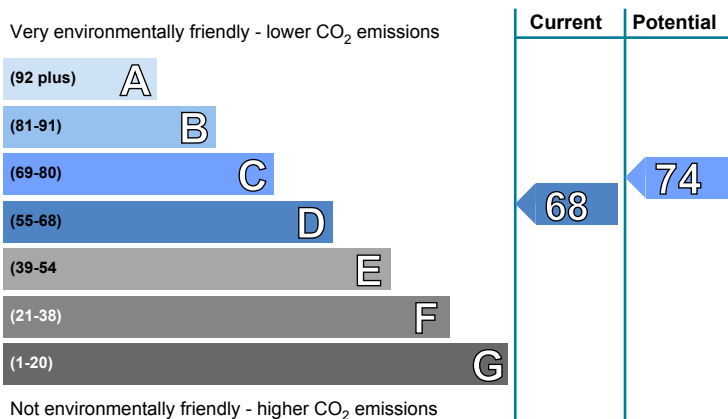 Current Potential
Very environmentally friendly - lower CO2 emissions
(92 plus) A
(81-91) B
(69-80) C
74
(55-68) D
68
(39-54 E
(21-38) F
(1-20) G
Not environmentally friendly - higher CO2 emissions